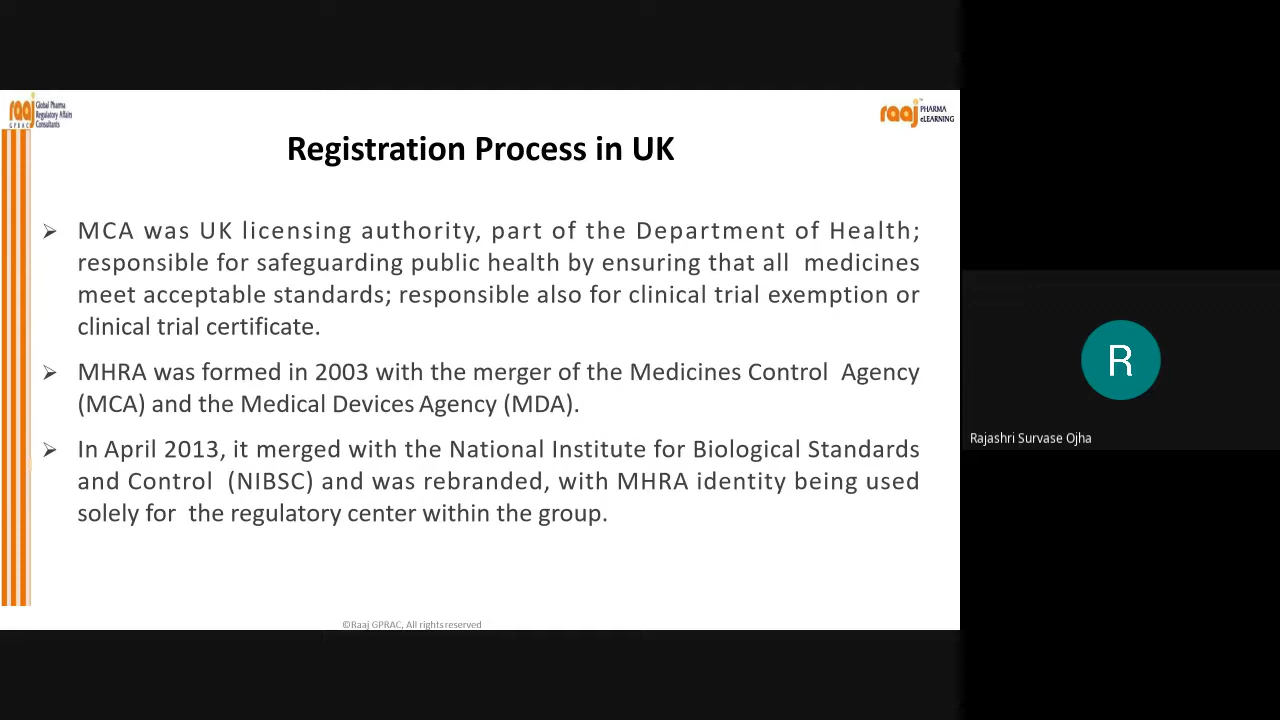 raaj Global Pharma
Regulatory Affairs
GPRAC Consultants
raaj PHARMA
eLEARNING
Registration Process in UK
➢ MCA was UK licensing authority, part of the Department of Health;
responsible for safeguarding public health by ensuring that all medicines
meet acceptable standards; responsible also for clinical trial exemption or
clinical trial certificate.
➢ MHRA was formed in 2003 with the merger of the Medicines Control Agency
(MCA) and the Medical Devices Agency (MDA).
➢ In April 2013, it merged with the National Institute for Biological Standards
and Control (NIBSC) and was rebranded, with MHRA identity being used
solely for the regulatory center within the group.
©Raaj GPRAC, All rights reserved
R
Rajashri Survase Ojha